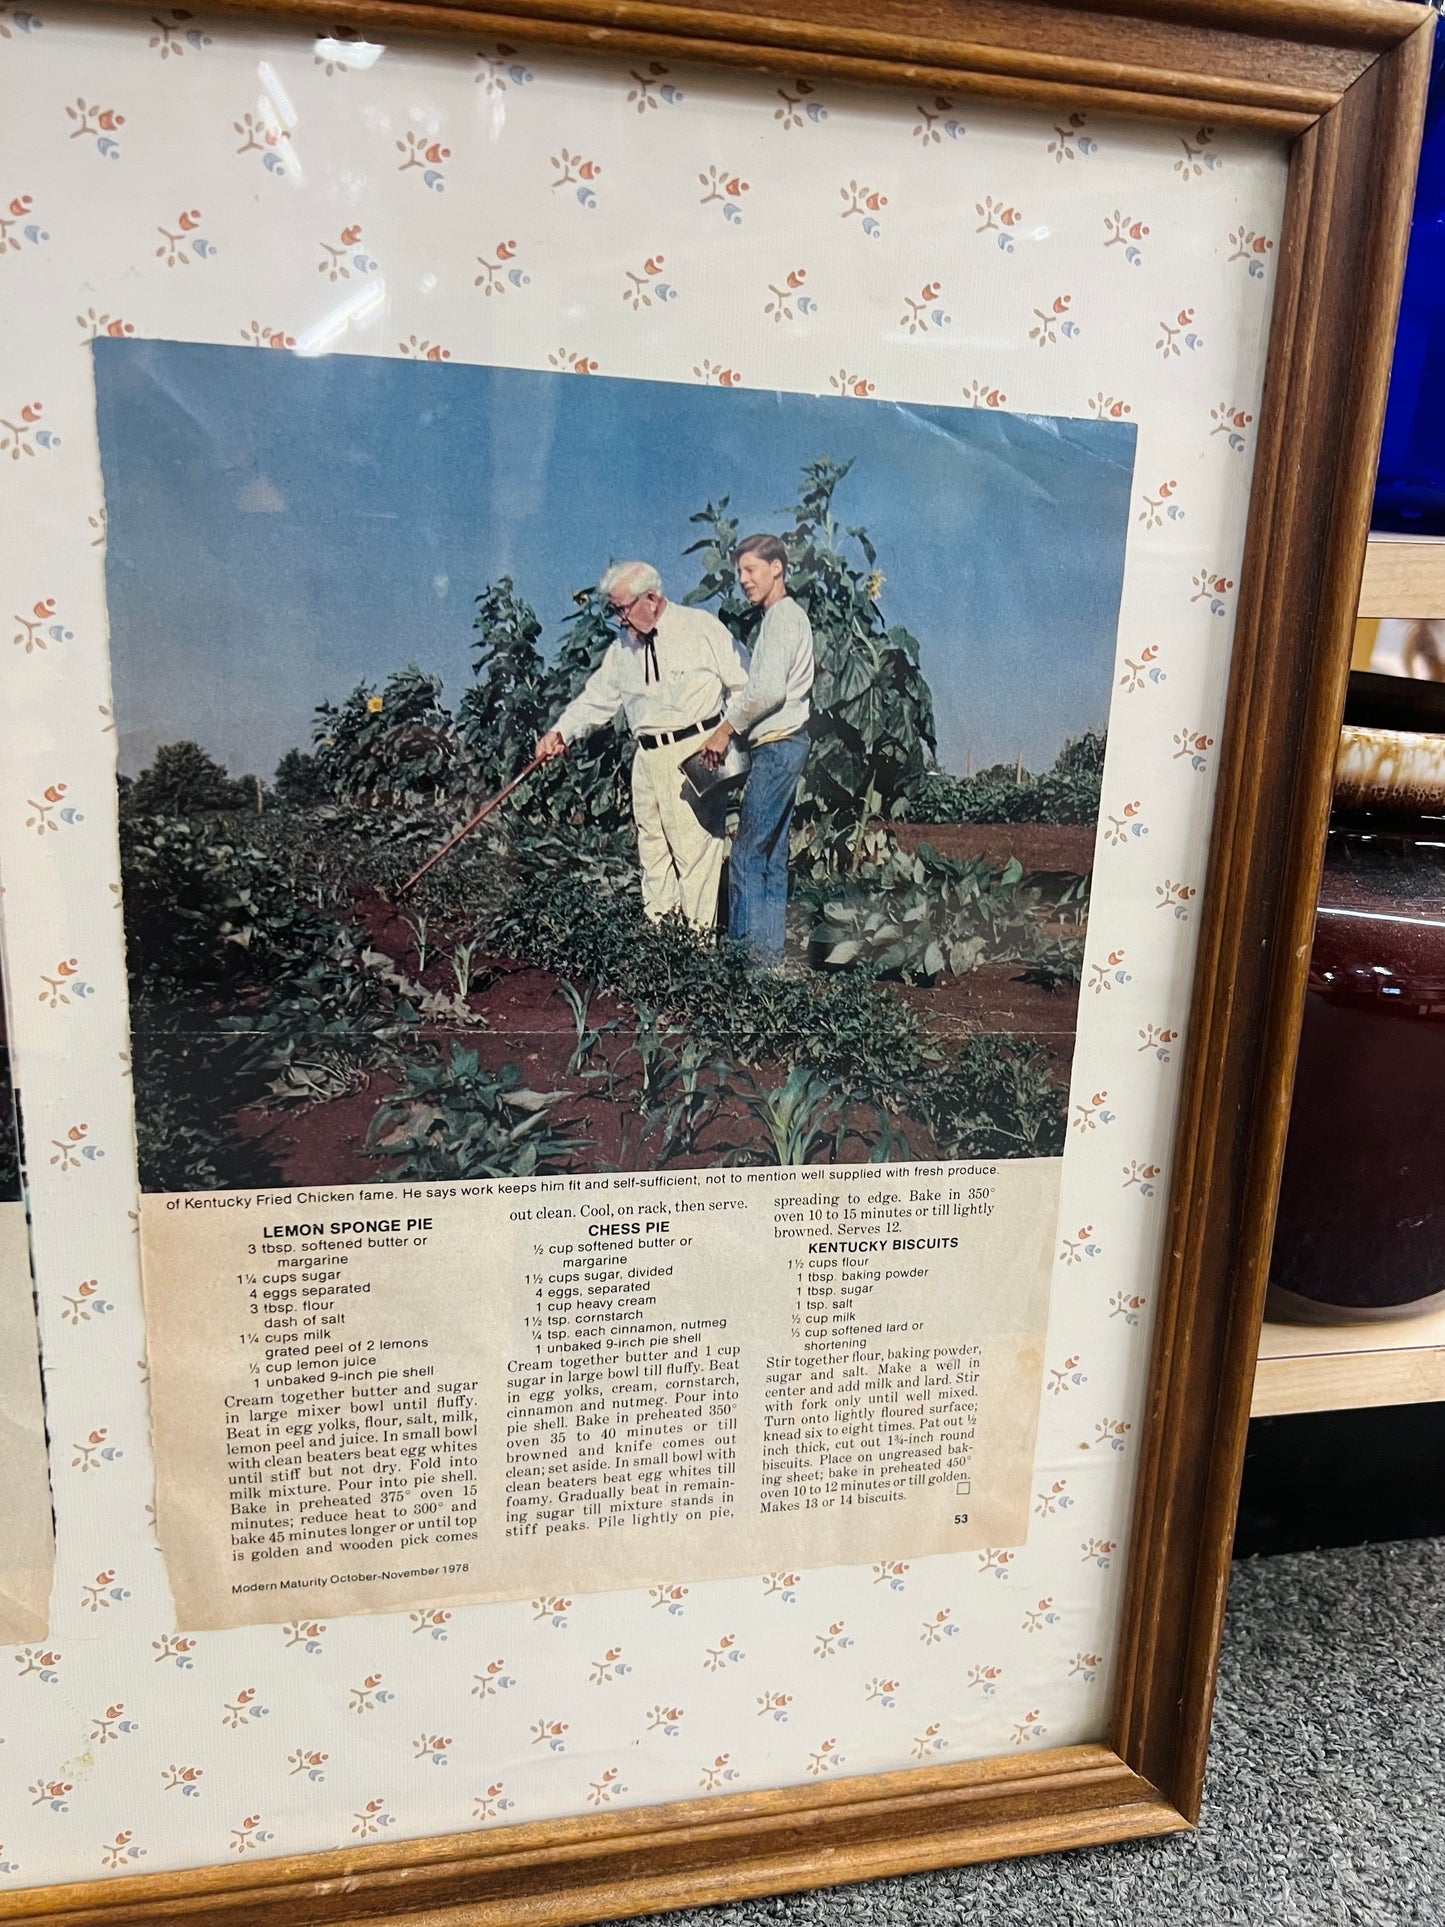 of Kentucky Fried Chicken fame. He says work keeps him fit and self-sufficient, not to mention well supplied with fresh produce.
LEMON SPONGE PIE
3 tbsp. softened butter or
margarine
1¼ cups sugar
4 eggs separated
3 tbsp. flour
dash of salt
1¼ cups milk
grated peel of 2 lemons
⅓ cup lemon juice
1 unbaked 9-inch pie shell
Cream together butter and sugar
in large mixer bowl until fluffy.
Beat in egg yolks, flour, salt, milk,
lemon peel and juice. In small bowl
with clean beaters beat egg whites
until stiff but not dry. Fold into
milk mixture. Pour into pie shell.
Bake in preheated 375° oven 15
minutes; reduce heat to 300° and
bake 45 minutes longer or until top
is golden and wooden pick comes
out clean. Cool, on rack, then serve.
CHESS PIE
½ cup softened butter or
margarine
1½ cups sugar, divided
4 eggs, separated
1 cup heavy cream
1½ tsp. cornstarch
¼ tsp. each cinnamon, nutmeg
1 unbaked 9-inch pie shell
Cream together butter and 1 cup
sugar in large bowl till fluffy. Beat
in egg yolks, cream, cornstarch,
cinnamon and nutmeg. Pour into
pie shell. Bake in preheated 350°
oven 35 to 40 minutes or till
browned and knife comes out
clean; set aside. In small bowl with
clean beaters beat egg whites till
foamy. Gradually beat in remain-
ing sugar till mixture stands in
stiff peaks. Pile lightly on pie,
spreading to edge. Bake in 350°
oven 10 to 15 minutes or till lightly
browned. Serves 12.
KENTUCKY BISCUITS
1½ cups flour
1 tbsp. baking powder
1 tbsp. sugar
1 tsp. salt
½ cup milk
⅓ cup softened lard or
shortening
Stir together flour, baking powder,
sugar and salt. Make a well in
center and add milk and lard. Stir
with fork only until well mixed.
Turn onto lightly floured surface;
knead six to eight times. Pat out ½
inch thick, cut out 1¾-inch round
biscuits. Place on ungreased bak-
ing sheet; bake in preheated 450°
oven 10 to 12 minutes or till golden.
Makes 13 or 14 biscuits.
53
Modern Maturity October-November 1978